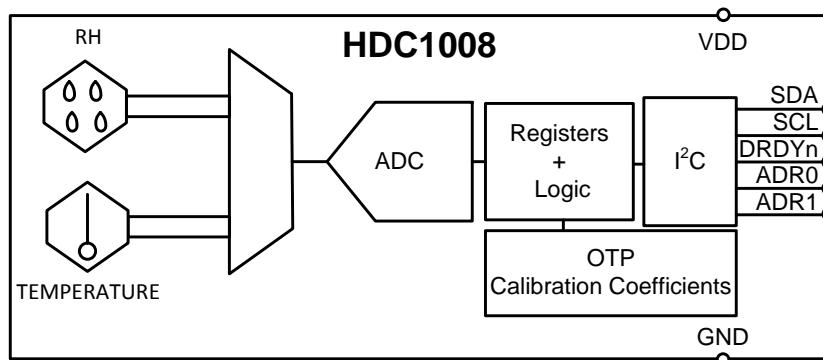 RH
HDC1008
VDD
TEMPERATURE
ADC
Registers
+
Logic
I²C
OTP
Calibration Coefficients
SDA
SCL
DRDYn
ADR0
ADR1
GND